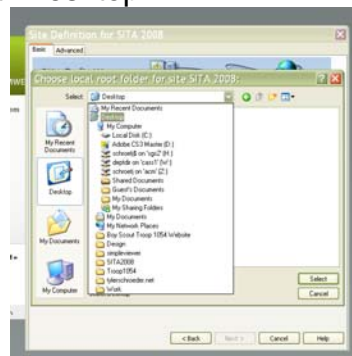 Site Definition for SITA 2008
Basic Advanced
Choose local root folder for site SITA 2008:
Select: Desktop
My Recent Documents
Desktop
My Computer
Local Disk (C:)
Adobe CS3 Master (D:)
Shared Documents
Guest's Documents
My Documents
My Sharing Folders
My Documents
My Network Places
Boy Scout Troop 1054 Website
Design
simpleviewer
SITA2008
Troop1054
tylerschroeder.net
Work
My Recent
Documents
Desktop
My Documents
My Computer
Select
Cancel
< Back Next > Cancel Help